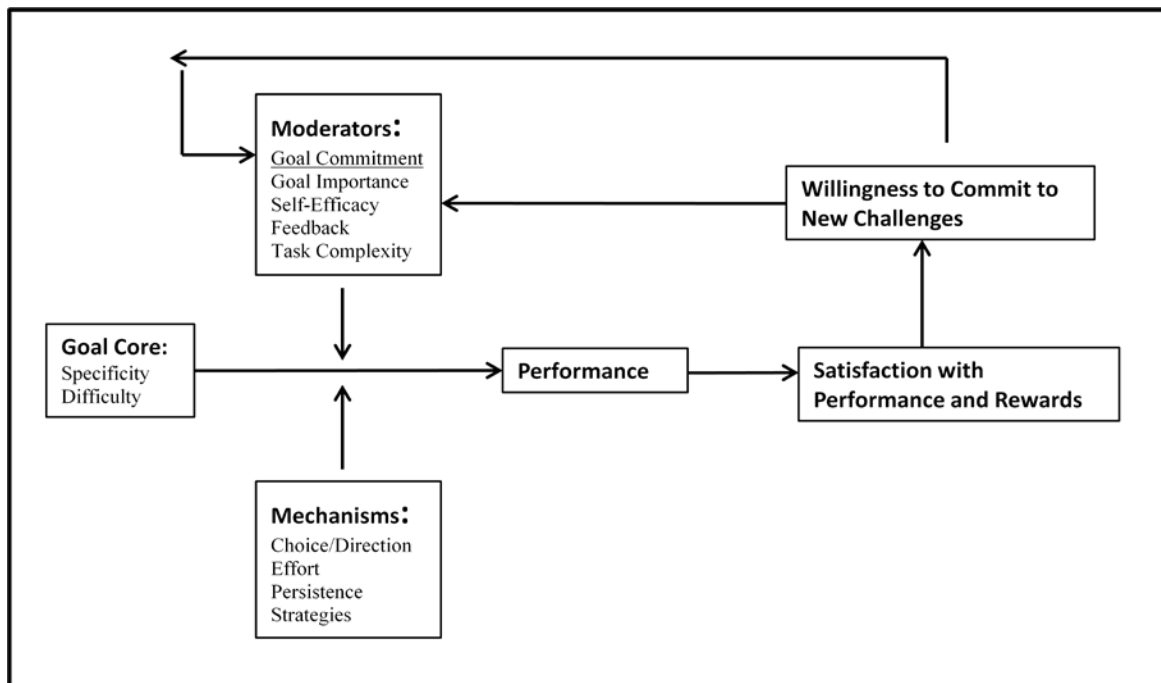 Moderators:
Goal Commitment
Goal Importance
Self-Efficacy
Feedback
Task Complexity
Willingness to Commit to
New Challenges
Goal Core:
Specificity
Difficulty
Performance
Satisfaction with
Performance and Rewards
Mechanisms:
Choice/Direction
Effort
Persistence
Strategies